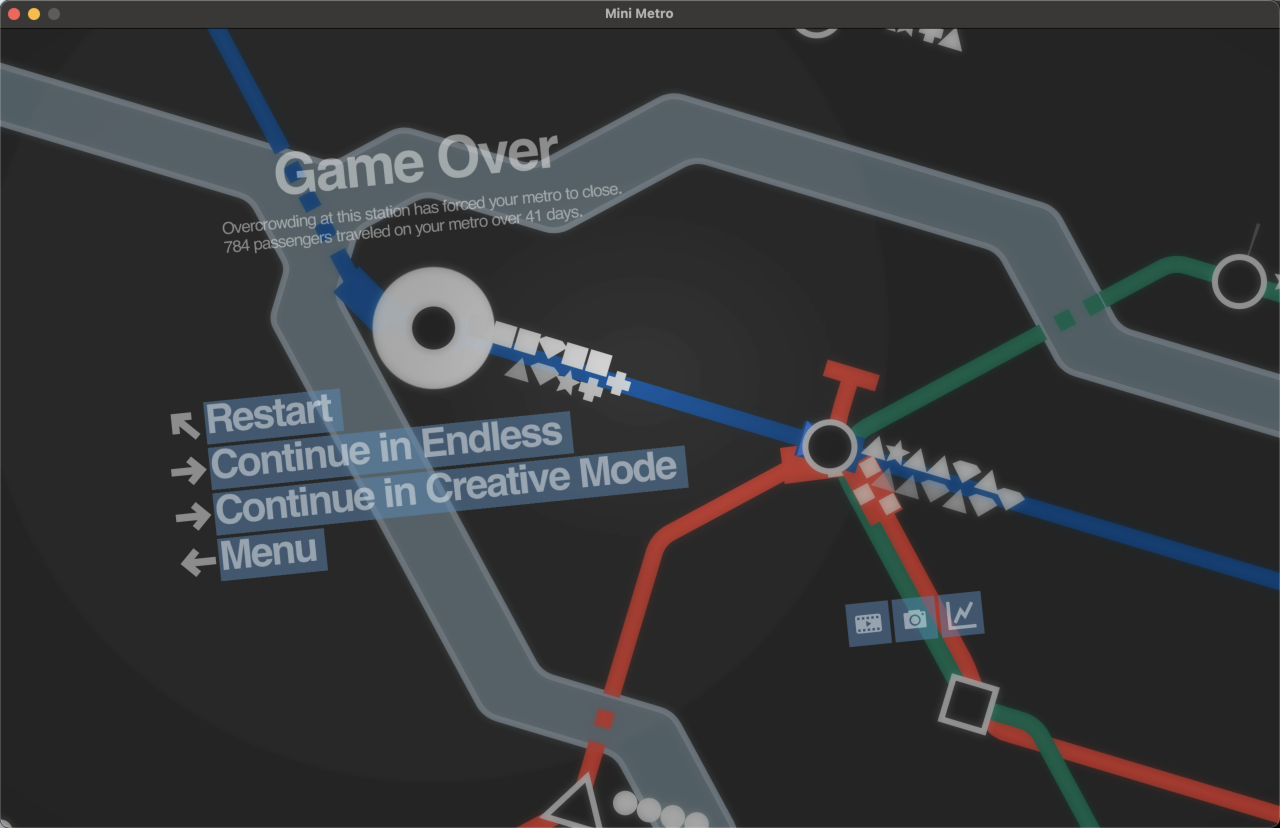 Mini Metro
Game Over
Overcrowding at this station has forced your metro to close.
784 passengers traveled on your metro over 41 days.
Restart
Continue in Endless
Continue in Creative Mode
Menu